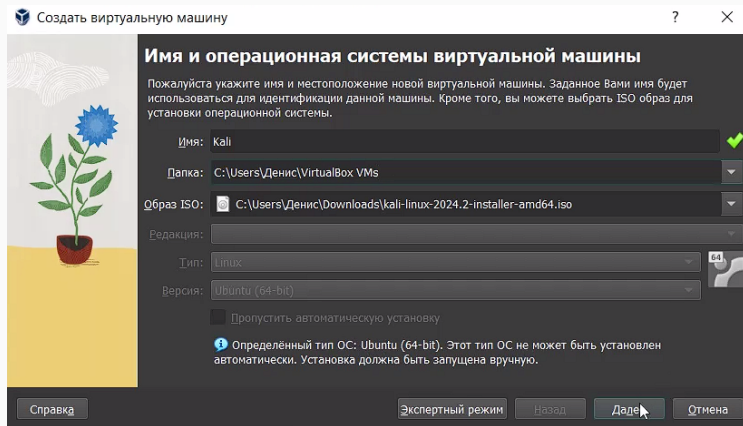 Создать виртуальную машину
?
Имя и операционная системы виртуальной машины
Пожалуйста укажите имя и местоположение новой виртуальной машины. Заданное Вами имя будет
использоваться для идентификации данной машины. Кроме того, вы можете выбрать ISO образ для
установки операционной системы.
Имя: Kali
Папка: C:\Users\Денис\VirtualBox VMs
Образ ISO: C:\Users\Денис\Downloads\kali-linux-2024.2-installer-amd64.iso
Редакция:
Тип: Linux
64
Версия: Ubuntu (64-bit)
Пропустить автоматическую установку
Определённый тип ОС: Ubuntu (64-bit). Этот тип ОС не может быть установлен
автоматически. Установка должна быть запущена вручную.
Справка Экспертный режим Назад Далее Отмена